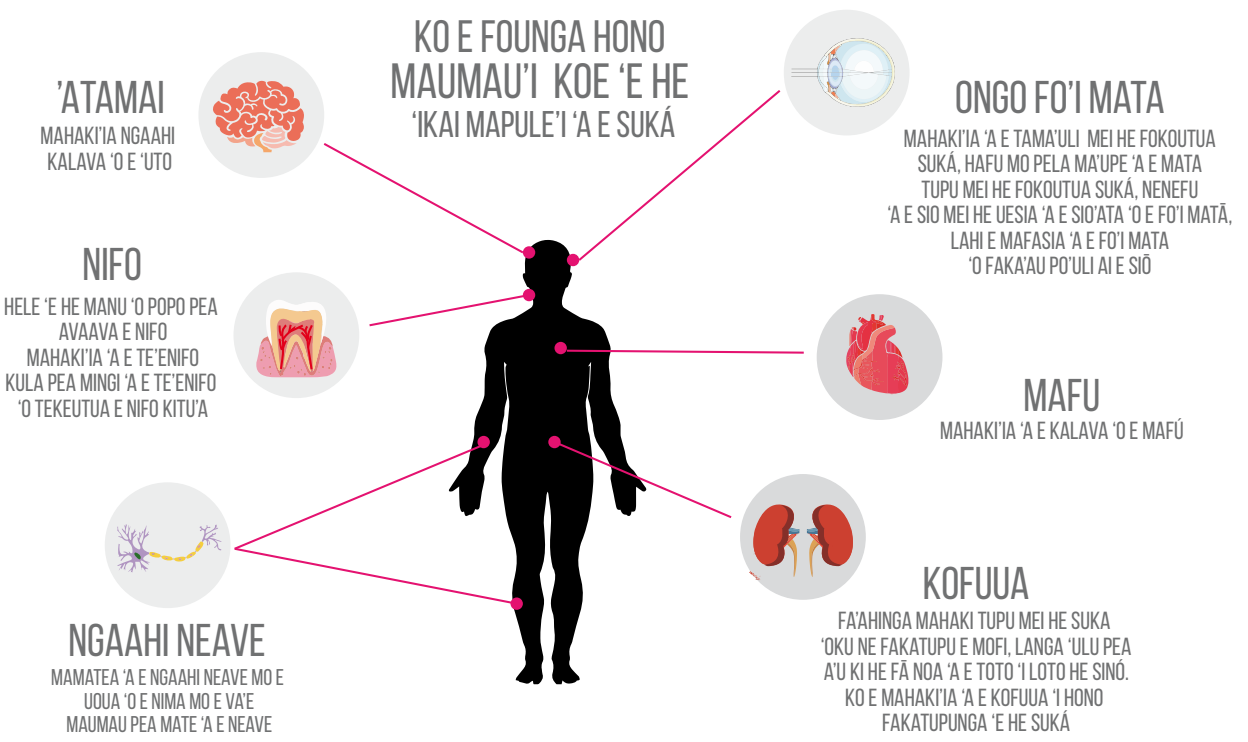 KO E FOUNGA HONO
MAUMAU'I KOE 'E HE
'IKAI MAPULE'I 'A E SUKÁ
'ATAMAI
MAHAKI'IA NGAAHI
KALAVA 'O E 'UTO
NIFO
HELE 'E HE MANU 'O POPO PEA
AVAAVA E NIFO
MAHAKI'IA 'A E TE'ENIFO
KULA PEA MINGI 'A E TE'ENIFO
'O TEKEUTUA E NIFO KITU'A
NGAAHI NEAVE
MAMATEA 'A E NGAAHI NEAVE MO E
UOUA 'O E NIMA MO E VA'E
MAUMAU PEA MATE 'A E NEAVE
ONGO FO'I MATA
MAHAKI'IA 'A E TAMA'ULI MEI HE FOKOUTUA
SUKÁ, HAFU MO PELA MA'UPE 'A E MATA
TUPU MEI HE FOKOUTUA SUKÁ, NENEFU
'A E SIO MEI HE UESIA 'A E SIO'ATA 'O E FO'I MATĀ,
LAHI E MAFASIA 'A E FO'I MATA
'O FAKA'AU PO'ULI AI E SIŌ
MAFU
MAHAKI'IA 'A E KALAVA 'O E MAFÚ
KOFUUA
FA'AHINGA MAHAKI TUPU MEI HE SUKA
'OKU NE FAKATUPU E MOFI, LANGA 'ULU PEA
A'U KI HE FĀ NOA 'A E TOTO 'I LOTO HE SINÓ.
KO E MAHAKI'IA 'A E KOFUUA 'I HONO
FAKATUPUNGA 'E HE SUKÁ